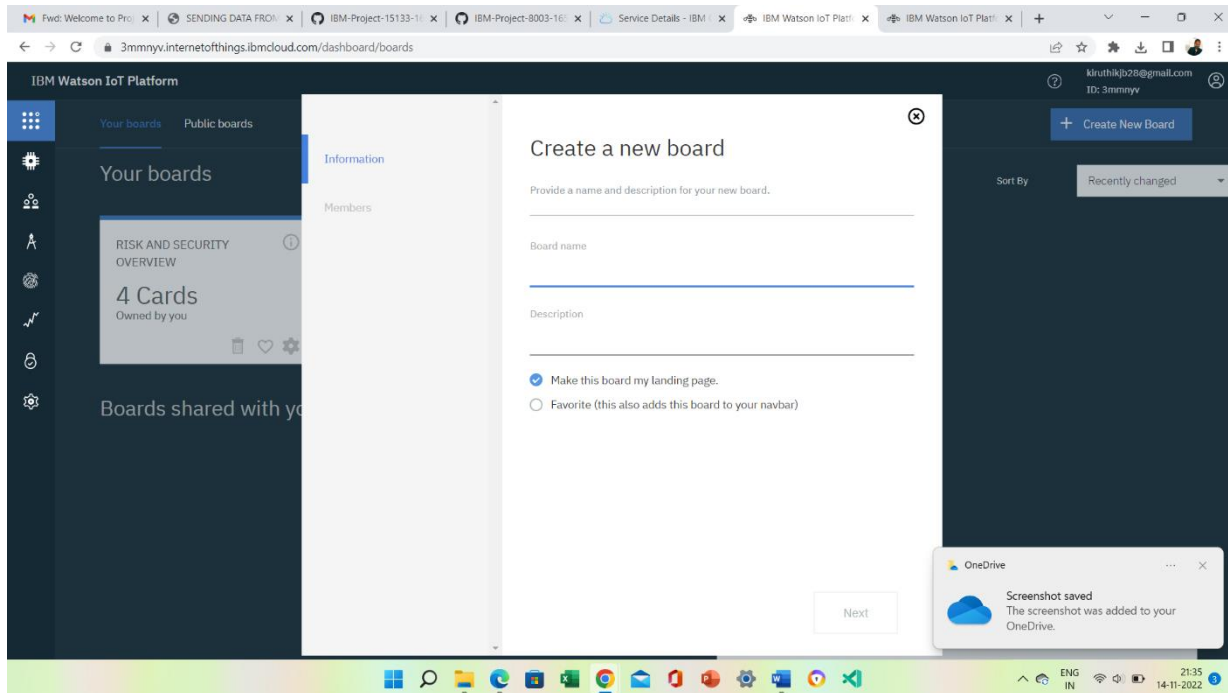 Fwd: Welcome to Proj
SENDING DATA FROM
IBM-Project-15133-16
IBM-Project-8003-165
Service Details - IBM C
IBM Watson IoT Platfo
IBM Watson IoT Platfo
3mmnyv.internetofthings.ibmcloud.com/dashboard/boards
IBM Watson IoT Platform
kiruthikjb28@gmail.com
ID: 3mmnyv
Your boards Public boards
+ Create New Board
Your boards
Sort By Recently changed
RISK AND SECURITY
OVERVIEW
4 Cards
Owned by you
Boards shared with yo
Information
Members
Create a new board
Provide a name and description for your new board.
Board name
Description
Make this board my landing page.
Favorite (this also adds this board to your navbar)
Next
OneDrive
Screenshot saved
The screenshot was added to your
OneDrive.
ENG
IN
21:35
14-11-2022
3